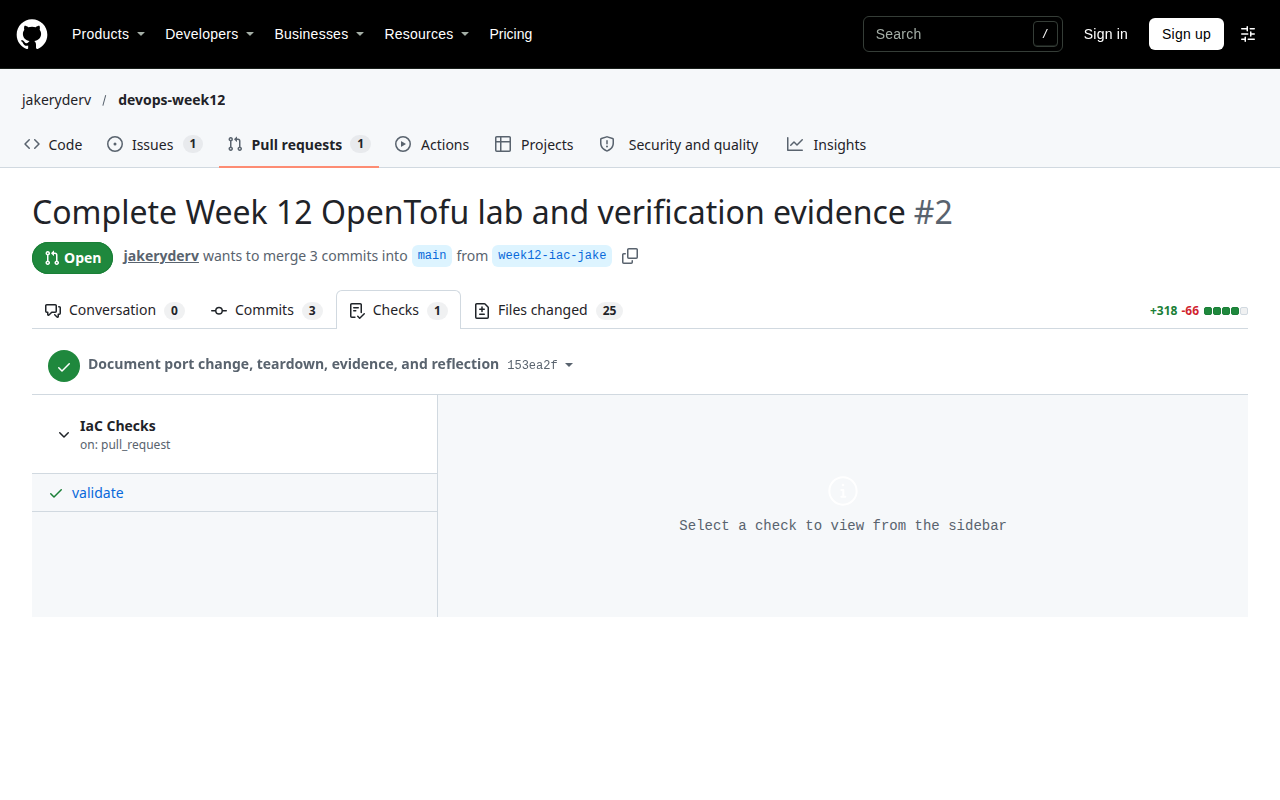 Products Developers Businesses Resources Pricing Search / Sign in Sign up
jakeryderv / devops-week12
Code Issues 1 Pull requests 1 Actions Projects Security and quality Insights
Complete Week 12 OpenTofu lab and verification evidence #2
Open jakeryderv wants to merge 3 commits into main from week12-iac-jake
Conversation 0 Commits 3 Checks 1 Files changed 25 +318 -66
Document port change, teardown, evidence, and reflection 153ea2f
IaC Checks
on: pull_request
validate
Select a check to view from the sidebar